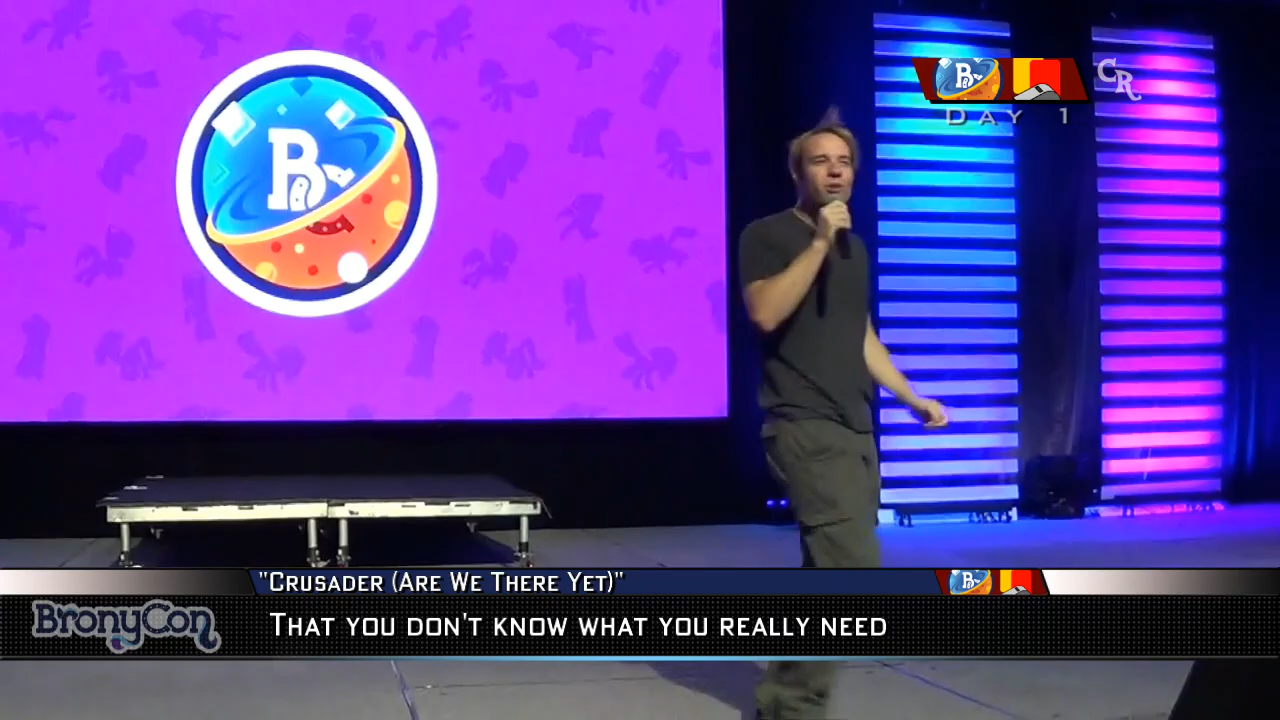 B
CR
DAY 1
"CRUSADER (ARE WE THERE YET)"
BronyCon
THAT YOU DON'T KNOW WHAT YOU REALLY NEED